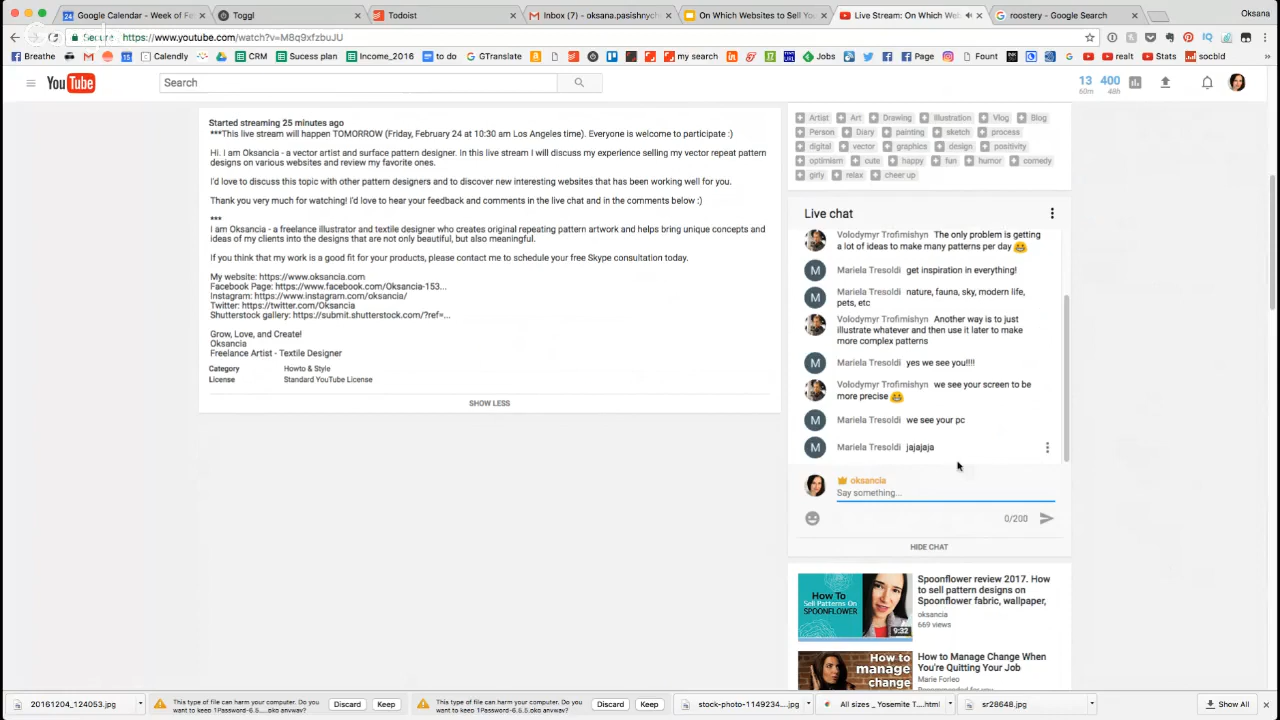 Google Calendar - Week of Fe
Toggl
Todoist
Inbox (7) - oksana.pasishnych
On Which Websites to Sell You
Live Stream: On Which Web
roostery - Google Search
Oksana
Secure https://www.youtube.com/watch?v=M8q9xfzbuJU
Breathe
Calendly
CRM
Sucess plan
Income_2016
to do
GTranslate
my search
Jobs
GPage
Fount
realt
Stats
socbld
YouTube
Search
13 400
60m 48h
Started streaming 25 minutes ago
***This live stream will happen TOMORROW (Friday, February 24 at 10:30 am Los Angeles time). Everyone is welcome to participate :)
Hi. I am Oksancia - a vector artist and surface pattern designer. In this live stream I will discuss my experience selling my vector repeat pattern
designs on various websites and review my favorite ones.
I'd love to discuss this topic with other pattern designers and to discover new interesting websites that has been working well for you.
Thank you very much for watching! I'd love to hear your feedback and comments in the live chat and in the comments below :)
***
I am Oksancia - a freelance illustrator and textile designer who creates original repeating pattern artwork and helps bring unique concepts and
ideas of my clients into the designs that are not only beautiful, but also meaningful.
If you think that my work is a good fit for your products, please contact me to schedule your free Skype consultation today.
My website: https://www.oksancia.com
Facebook Page: https://www.facebook.com/Oksancia-153...
Instagram: https://www.instagram.com/oksancia/
Twitter: https://twitter.com/Oksancia
Shutterstock gallery: https://submit.shutterstock.com/?ref=...
Grow, Love, and Create!
Oksancia
Freelance Artist - Textile Designer
Category Howto & Style
License Standard YouTube License
SHOW LESS
Artist Art Drawing Illustration Vlog Blog
Person Diary painting sketch process
digital vector graphics design positivity
optimism cute happy fun humor comedy
girly relax cheer up
Live chat
Volodymyr Trofimishyn The only problem is getting
a lot of ideas to make many patterns per day
M Mariela Tresoldi get inspiration in everything!
M Mariela Tresoldi nature, fauna, sky, modern life,
pets, etc
Volodymyr Trofimishyn Another way is to just
illustrate whatever and then use it later to make
more complex patterns
M Mariela Tresoldi yes we see you!!!!
Volodymyr Trofimishyn we see your screen to be
more precise
M Mariela Tresoldi we see your pc
M Mariela Tresoldi jajajaja
oksancia
Say something...
0/200
HIDE CHAT
How To
Sell Patterns On
SPOONFLOWER
9:32
Spoonflower review 2017. How
to sell pattern designs on
Spoonflower fabric, wallpaper,
oksancia
669 views
How to
manage
change
How to Manage Change When
You're Quitting Your Job
Marie Forleo
Recommended for you
20161204_124053.jpg
This type of file can harm your computer. Do you
want to keep 1Password-6.5.....pkg anyway?
Discard
Keep
This type of file can harm your computer. Do you
want to keep 1Password-6.5.....pkg anyway?
Discard
Keep
stock-photo-1149234....jpg
All sizes _ Yosemite T....html
sr28648.jpg
Show All